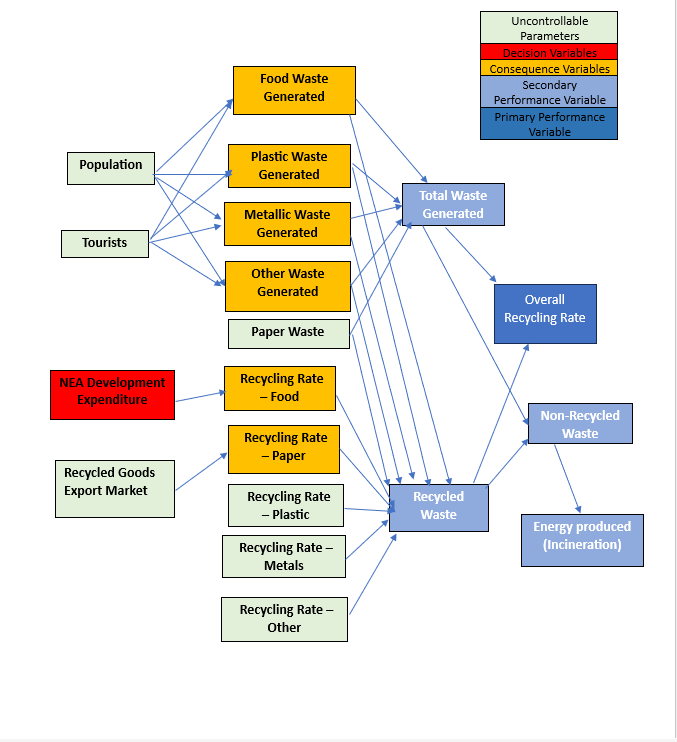 Uncontrollable
Parameters
Decision Variables
Consequence Variables
Secondary
Performance Variable
Primary Performance
Variable
Food Waste
Generated
Population
Plastic Waste
Generated
Total Waste
Generated
Tourists
Metallic Waste
Generated
Other Waste
Generated
Overall
Recycling Rate
Paper Waste
NEA Development
Expenditure
Recycling Rate
– Food
Non-Recycled
Waste
Recycling Rate
– Paper
Recycled Goods
Export Market
Recycling Rate
– Plastic
Recycled
Waste
Energy produced
(Incineration)
Recycling Rate –
Metals
Recycling Rate –
Other